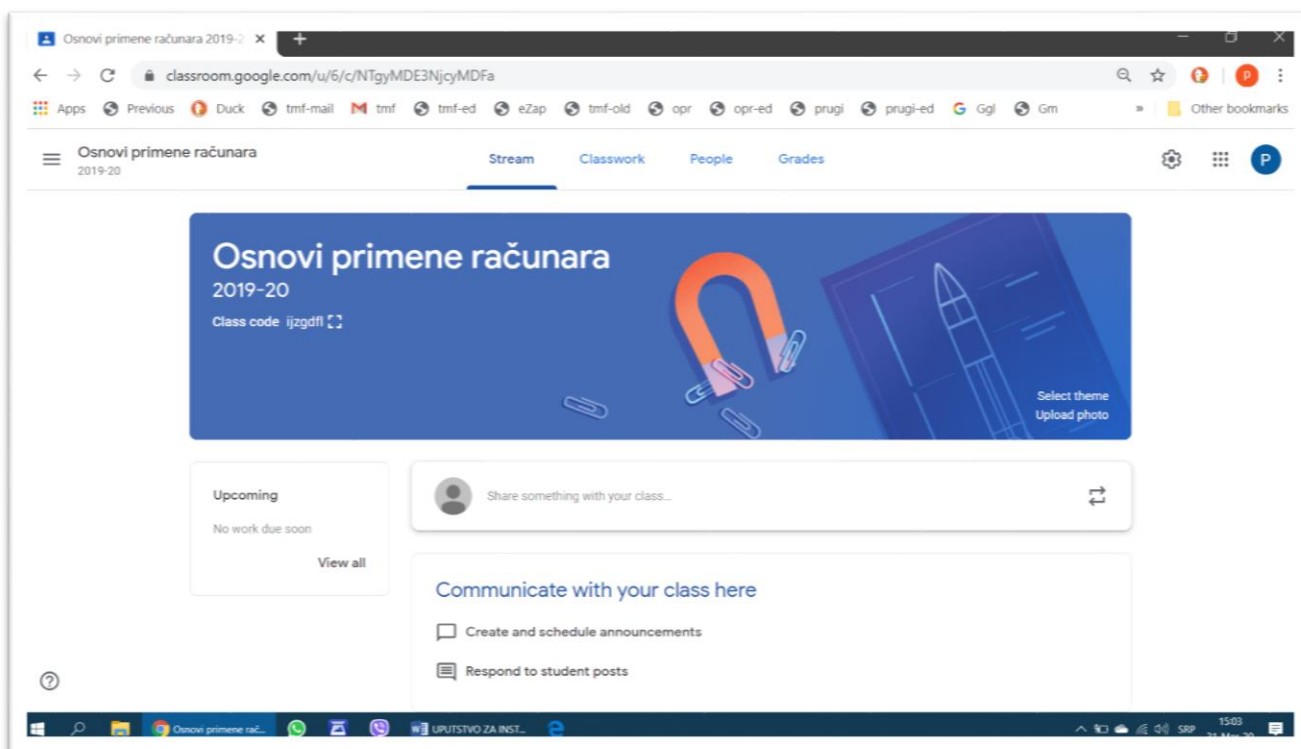 Osnovi primene računara 2019-2
classroom.google.com/u/6/c/NTgyMDE3NjcyMDFa
P
Apps Previous Duck tmf-mail tmf tmf-ed eZap tmf-old opr opr-ed prugi prugi-ed Ggl Gm » Other bookmarks
Osnovi primene računara
2019-20
Stream Classwork People Grades
P
Osnovi primene računara
2019-20
Class code ijzgdfl
Select theme
Upload photo
Upcoming
No work due soon
View all
Share something with your class...
Communicate with your class here
Create and schedule announcements
Respond to student posts
Osnovi primene rač... UPUTSTVO ZA INST... SRP 15:03
21-Mar-20